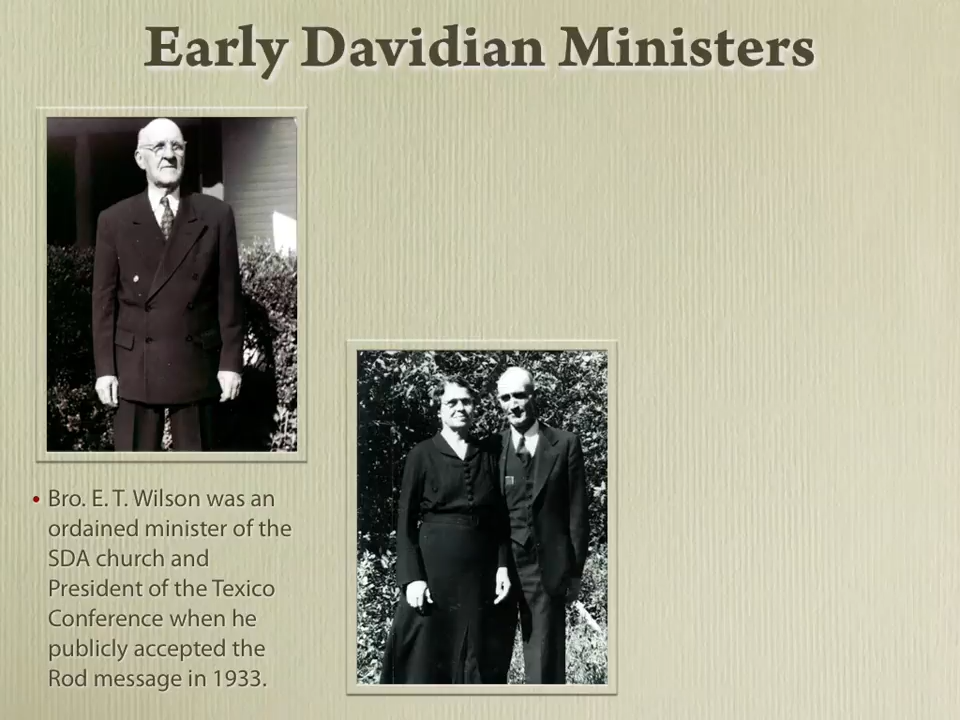 Early Davidian Ministers
• Bro. E. T. Wilson was an
ordained minister of the
SDA church and
President of the Texico
Conference when he
publicly accepted the
Rod message in 1933.